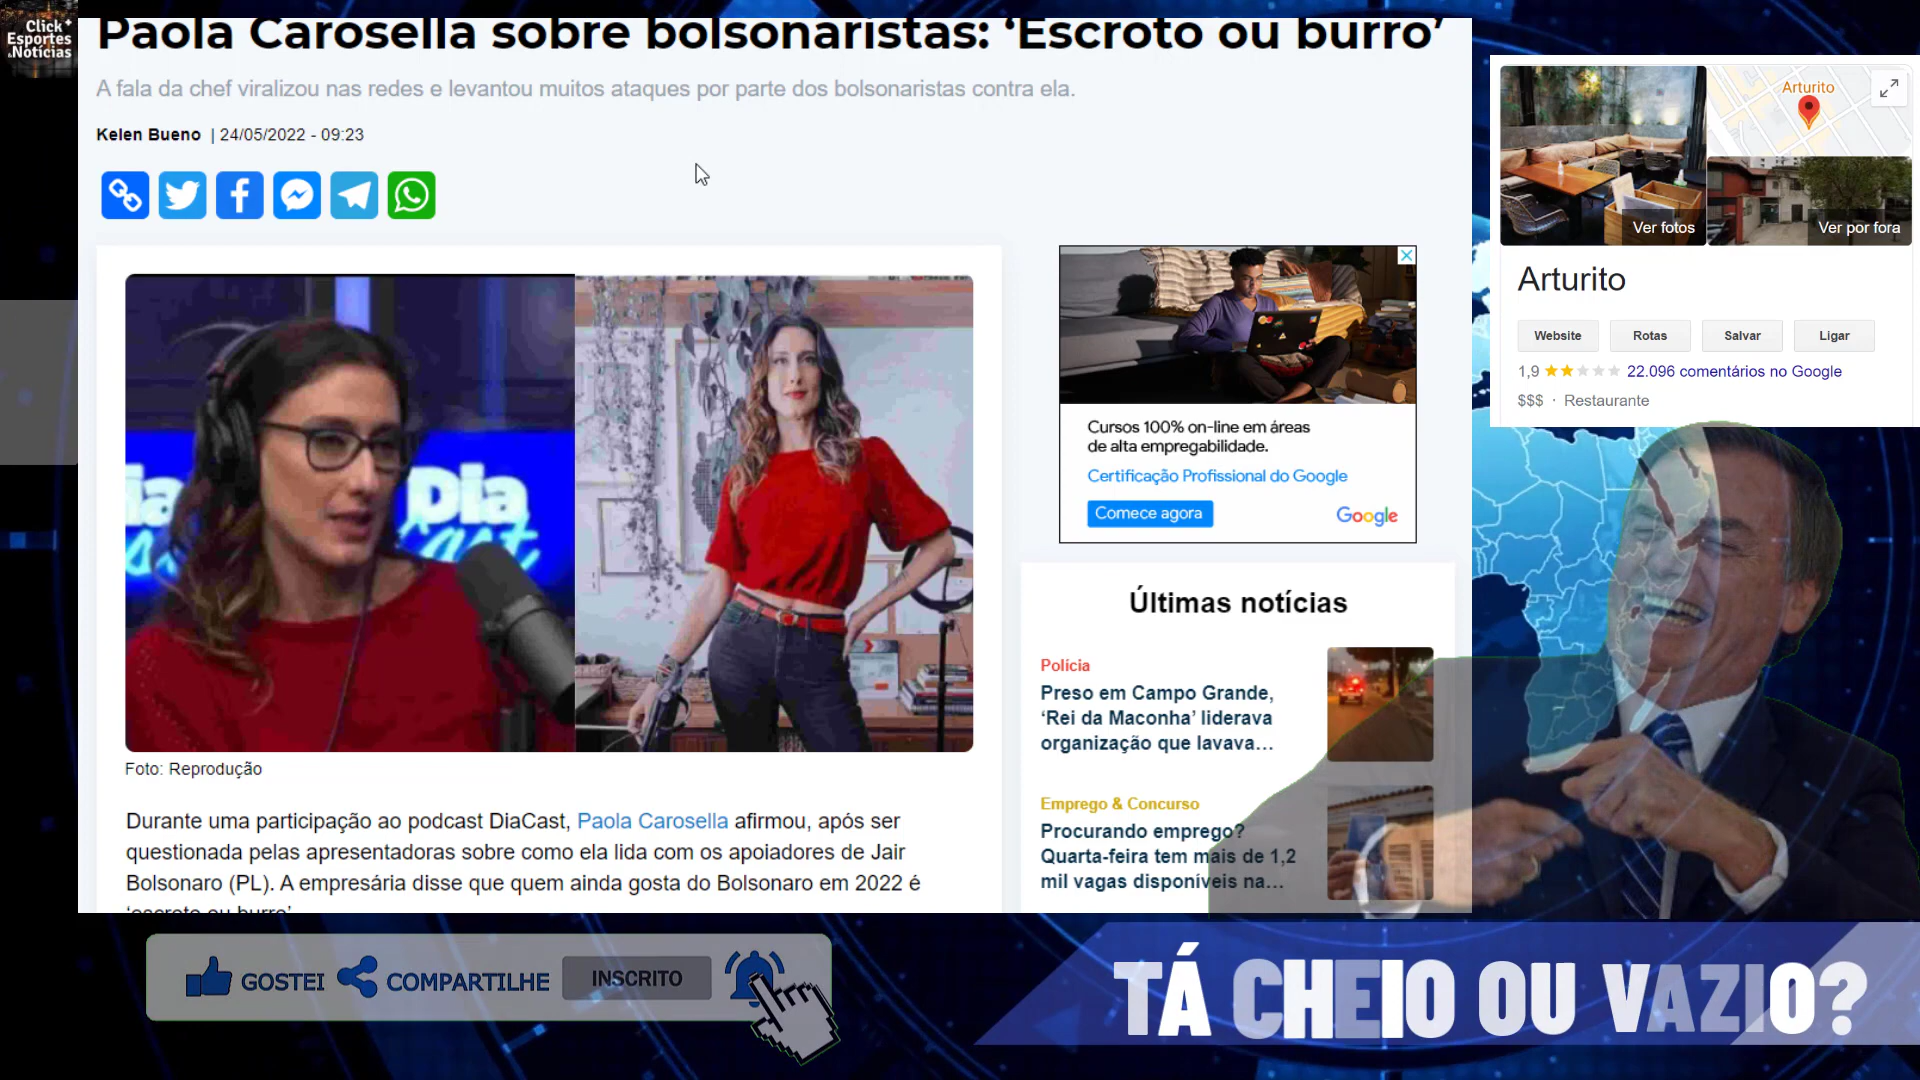 Click
Esportes
&Notícias
Paola Carosella sobre bolsonaristas: ‘Escroto ou burro’
A fala da chef viralizou nas redes e levantou muitos ataques por parte dos bolsonaristas contra ela.
Kelen Bueno | 24/05/2022 - 09:23
Dia
Cast
Foto: Reprodução
Durante uma participação ao podcast DiaCast, Paola Carosella afirmou, após ser
questionada pelas apresentadoras sobre como ela lida com os apoiadores de Jair
Bolsonaro (PL). A empresária disse que quem ainda gosta do Bolsonaro em 2022 é
‘escroto ou burro’
Cursos 100% on-line em áreas
de alta empregabilidade.
Certificação Profissional do Google
Comece agora
Google
Últimas notícias
Polícia
Preso em Campo Grande,
‘Rei da Maconha’ liderava
organização que lavava...
Emprego & Concurso
Procurando emprego?
Quarta-feira tem mais de 1,2
mil vagas disponíveis na...
Arturito
Ver fotos
Ver por fora
Arturito
Website Rotas Salvar Ligar
1,9 22.096 comentários no Google
$$$ · Restaurante
GOSTEI COMPARTILHE INSCRITO
TÁ CHEIO OU VAZIO?